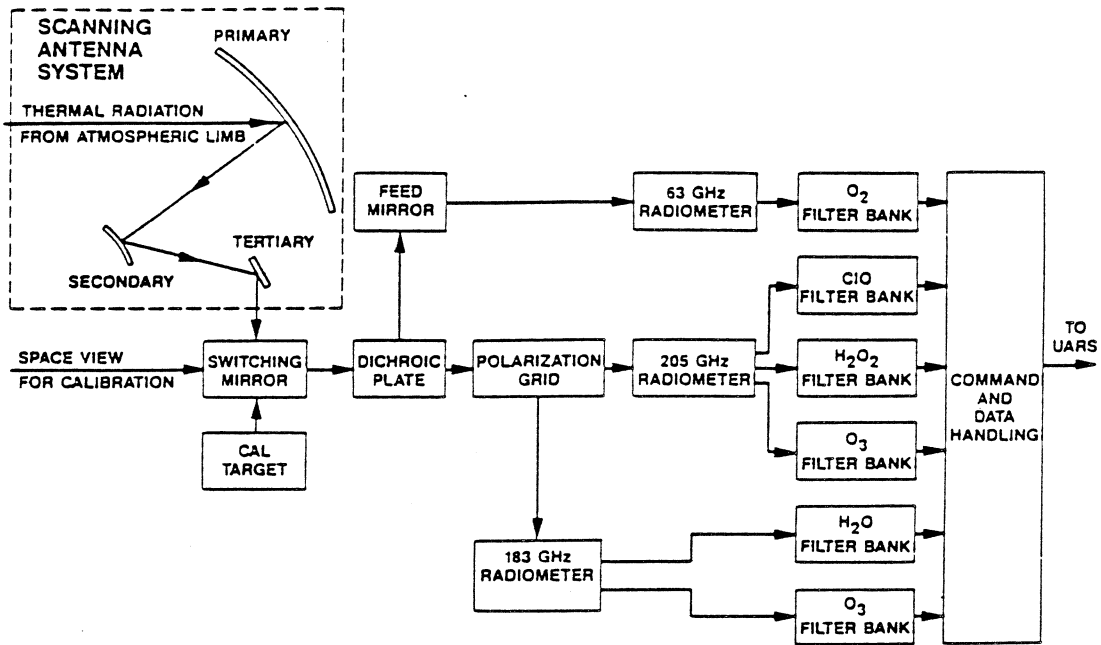 SCANNING
ANTENNA
SYSTEM
PRIMARY
THERMAL RADIATION
FROM ATMOSPHERIC LIMB
SECONDARY
TERTIARY
FEED
MIRROR
63 GHz
RADIOMETER
O2
FILTER BANK
ClO
FILTER BANK
SPACE VIEW
FOR CALIBRATION
SWITCHING
MIRROR
DICHROIC
PLATE
POLARIZATION
GRID
205 GHz
RADIOMETER
H2O2
FILTER BANK
COMMAND
AND
DATA
HANDLING
TO
UARS
CAL
TARGET
O3
FILTER BANK
183 GHz
RADIOMETER
H2O
FILTER BANK
O3
FILTER BANK